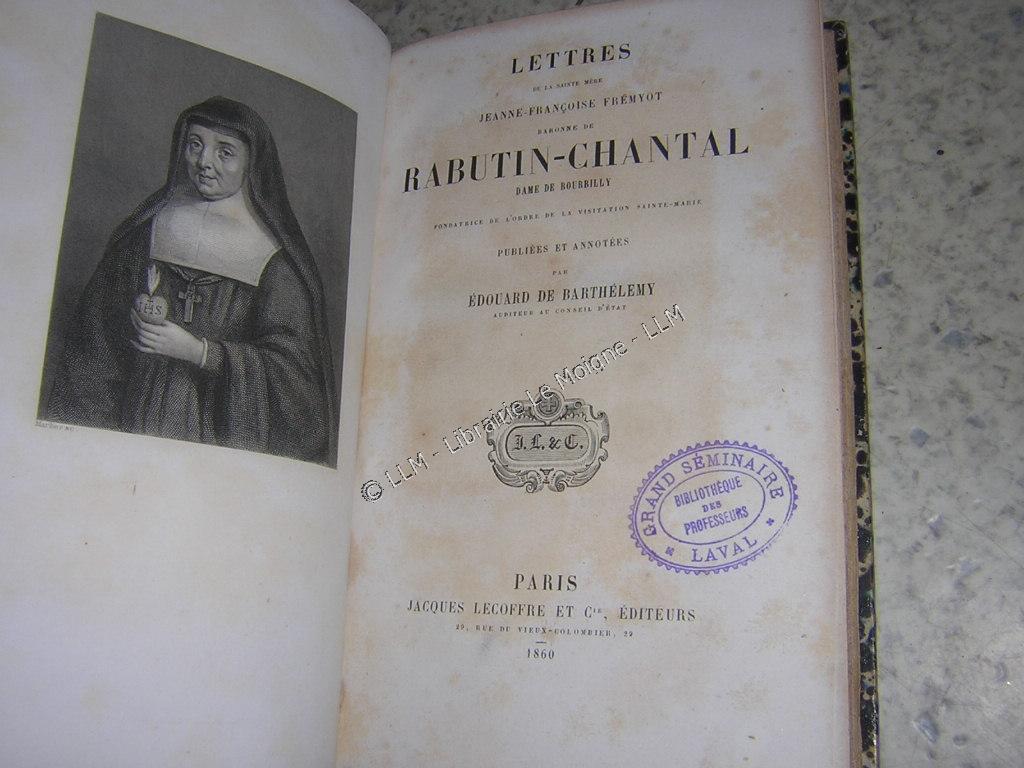 LETTRES
DE LA SAINTE MÈRE
JEANNE-FRANÇOISE FRÉMYOT
BARONNE DE
RABUTIN-CHANTAL
DAME DE BOURBILLY
FONDATRICE DE L'ORDRE DE LA VISITATION SAINTE-MARIE
PUBLIÉES ET ANNOTÉES
PAR
ÉDOUARD DE BARTHÉLEMY
AUDITEUR AU CONSEIL D'ÉTAT
J. L. & C.
GRAND SÉMINAIRE
BIBLIOTHÈQUE
DES
PROFESSEURS
LAVAL
PARIS
JACQUES LECOFFRE ET Cie, ÉDITEURS
29, RUE DU VIEUX-COLOMBIER, 29
1860
IHS
© LLM - Librairie Le Moigne - LLM